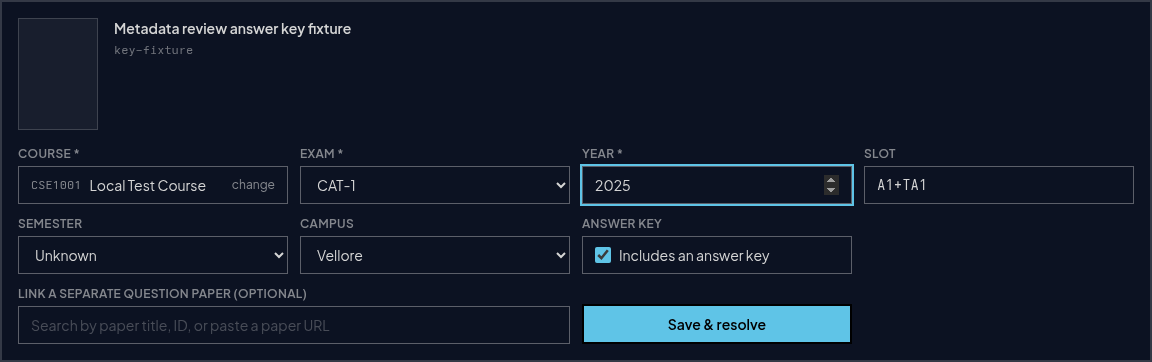 Metadata review answer key fixture
key-fixture
COURSE * EXAM * YEAR * SLOT
CSE1001 Local Test Course change CAT-1 2025 A1+TA1
SEMESTER CAMPUS ANSWER KEY
Unknown Vellore Includes an answer key
LINK A SEPARATE QUESTION PAPER (OPTIONAL)
Search by paper title, ID, or paste a paper URL Save & resolve